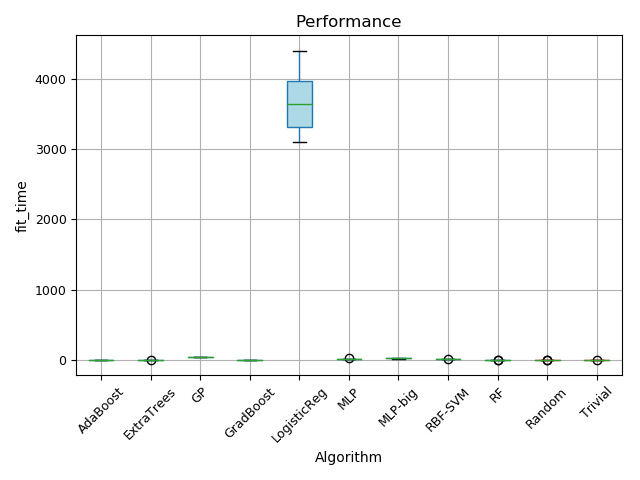 Performance
fit_time
4000
3000
2000
1000
0
AdaBoost
ExtraTrees
GP
GradBoost
LogisticReg
MLP
MLP-big
RBF-SVM
RF
Random
Trivial
Algorithm